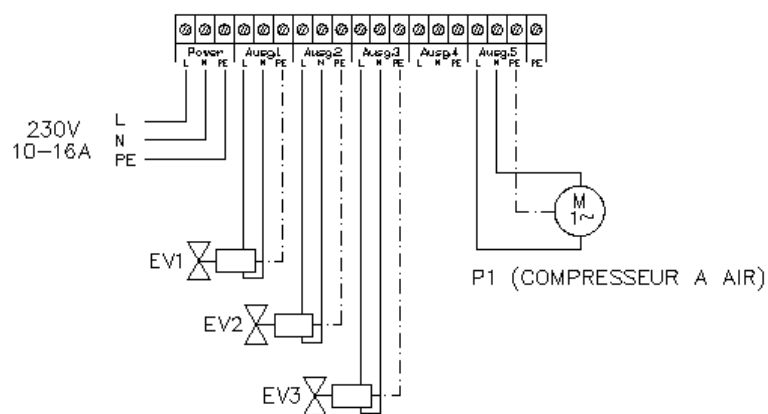 Power Ausg.1 Ausg.2 Ausg.3 Ausg.4 Ausg.5
L N PE L N PE L N PE L N PE L N PE L N PE PE
230V
10-16A
L
N
PE
M
1~
EV1
P1 (COMPRESSEUR A AIR)
EV2
EV3